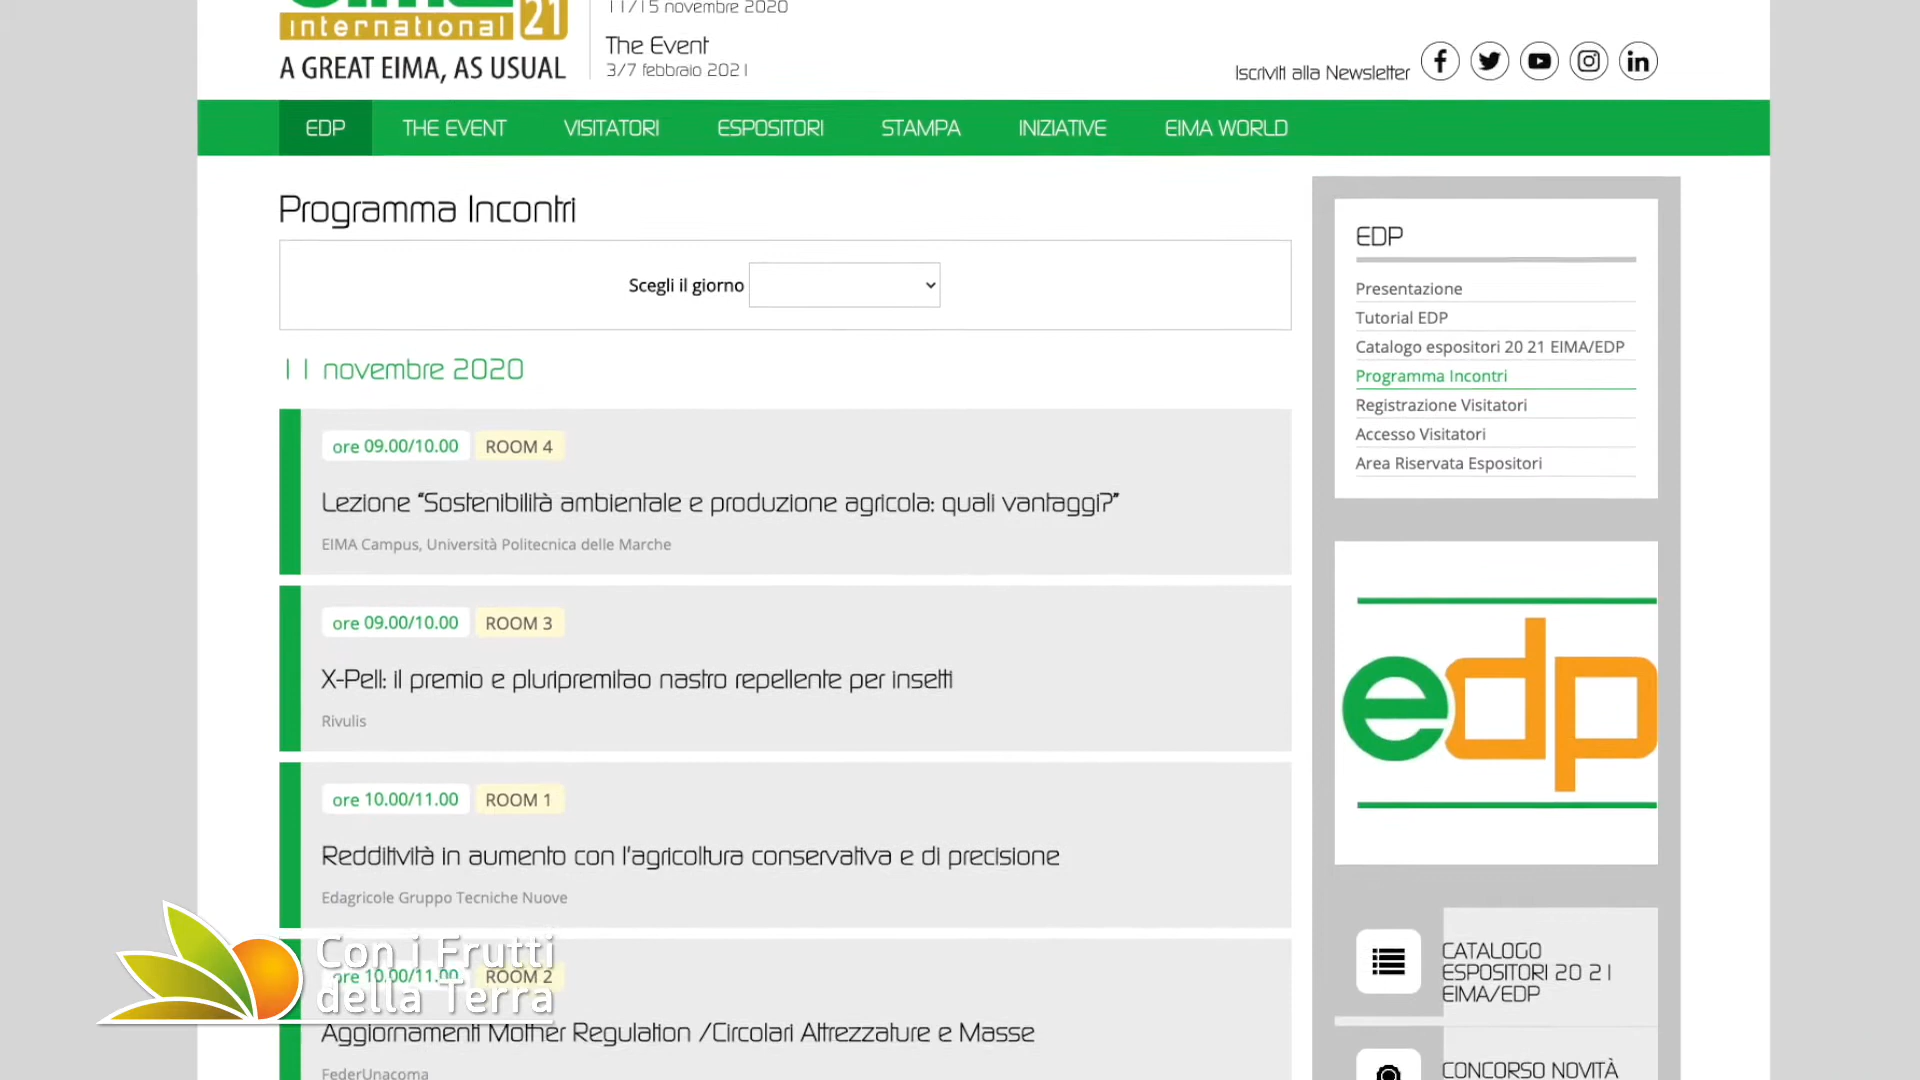 international 21
A GREAT EIMA, AS USUAL
11/15 novembre 2020
The Event
3/7 febbraio 2021
Iscriviti alla Newsletter
EDP THE EVENT VISITATORI ESPOSITORI STAMPA INIZIATIVE EIMA WORLD
Programma Incontri
Scegli il giorno
11 novembre 2020
ore 09.00/10.00 ROOM 4
Lezione “Sostenibilità ambientale e produzione agricola: quali vantaggi?”
EIMA Campus, Università Politecnica delle Marche
ore 09.00/10.00 ROOM 3
X-Pell: il premio e pluripremitao nastro repellente per insetti
Rivulis
ore 10.00/11.00 ROOM 1
Redditività in aumento con l'agricoltura conservativa e di precisione
Edagricole Gruppo Tecniche Nuove
ore 10.00/11.00 ROOM 2
Aggiornamenti Mother Regulation /Circolari Attrezzature e Masse
FederUnacoma
EDP
Presentazione
Tutorial EDP
Catalogo espositori 20 21 EIMA/EDP
Programma Incontri
Registrazione Visitatori
Accesso Visitatori
Area Riservata Espositori
edp
CATALOGO
ESPOSITORI 20 21
EIMA/EDP
CONCORSO NOVITÀ
Con i Frutti
della Terra